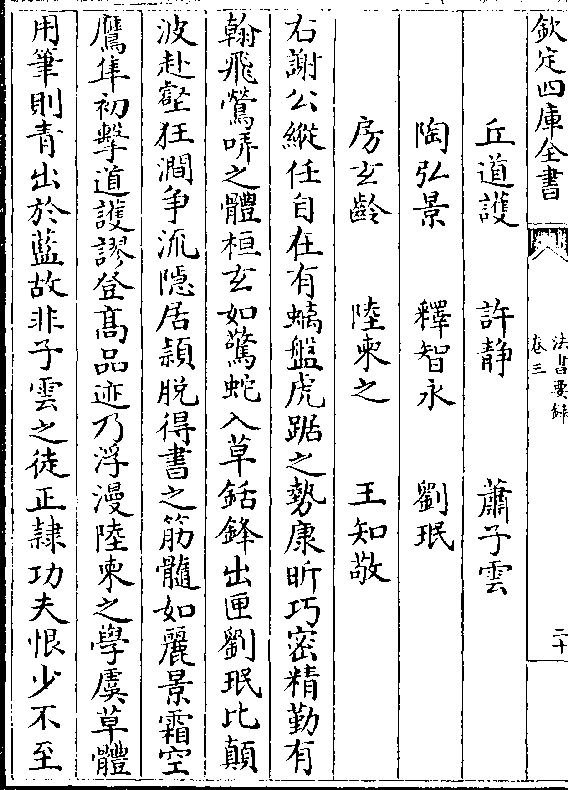 欽定四庫全書
法書要錄
卷三
二十
丘道護　許静　蕭子雲
陶弘景　釋智永　劉珉
房玄齡　陸柬之　王知敬
右謝公縱任自在有螭盤虎踞之勢康昕巧密精勤有
翰飛鶯哢之體桓玄如驚蛇入草銛鋒出匣劉珉比顛
波赴壑狂澗争流隠居頴脱得書之筋髓如麗景霜空
鷹隼初擊道護謬登髙品迹乃浮漫陸柬之學虞草體
用筆則青出於藍故非子雲之徒正隷功夫恨少不至